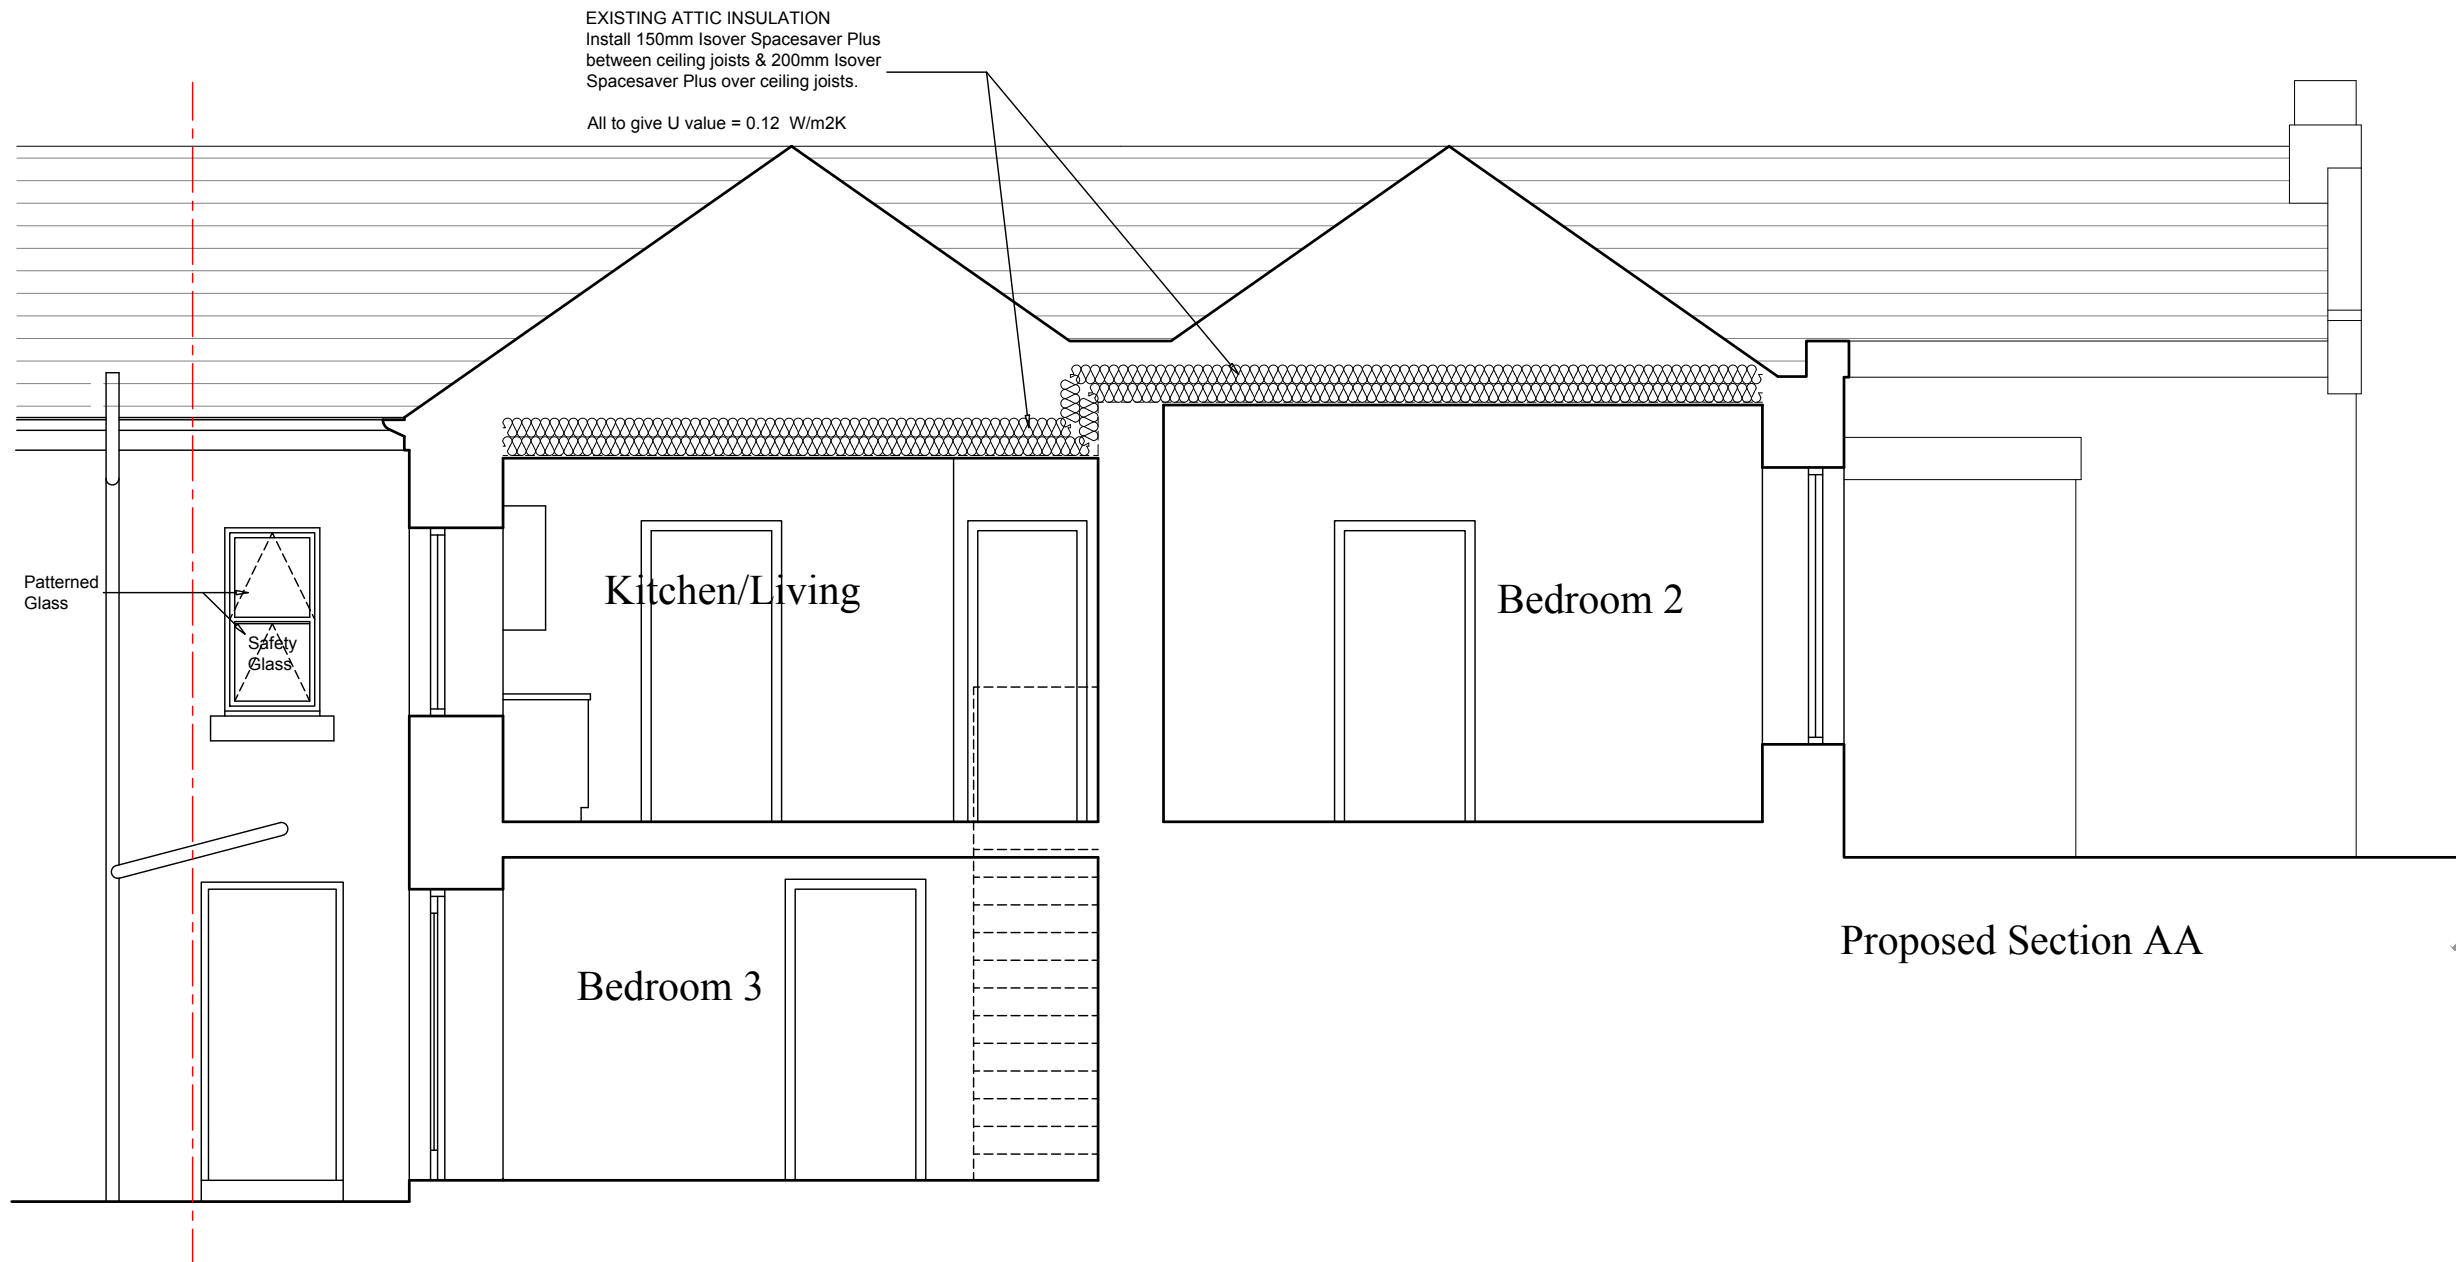 EXISTING ATTIC INSULATION
Install 150mm Isover Spacesaver Plus
between ceiling joists & 200mm Isover
Spacesaver Plus over ceiling joists.
All to give U value = 0.12 W/m2K
Patterned
Glass
Safety
Glass
Kitchen/Living
Bedroom 2
Bedroom 3
Proposed Section AA